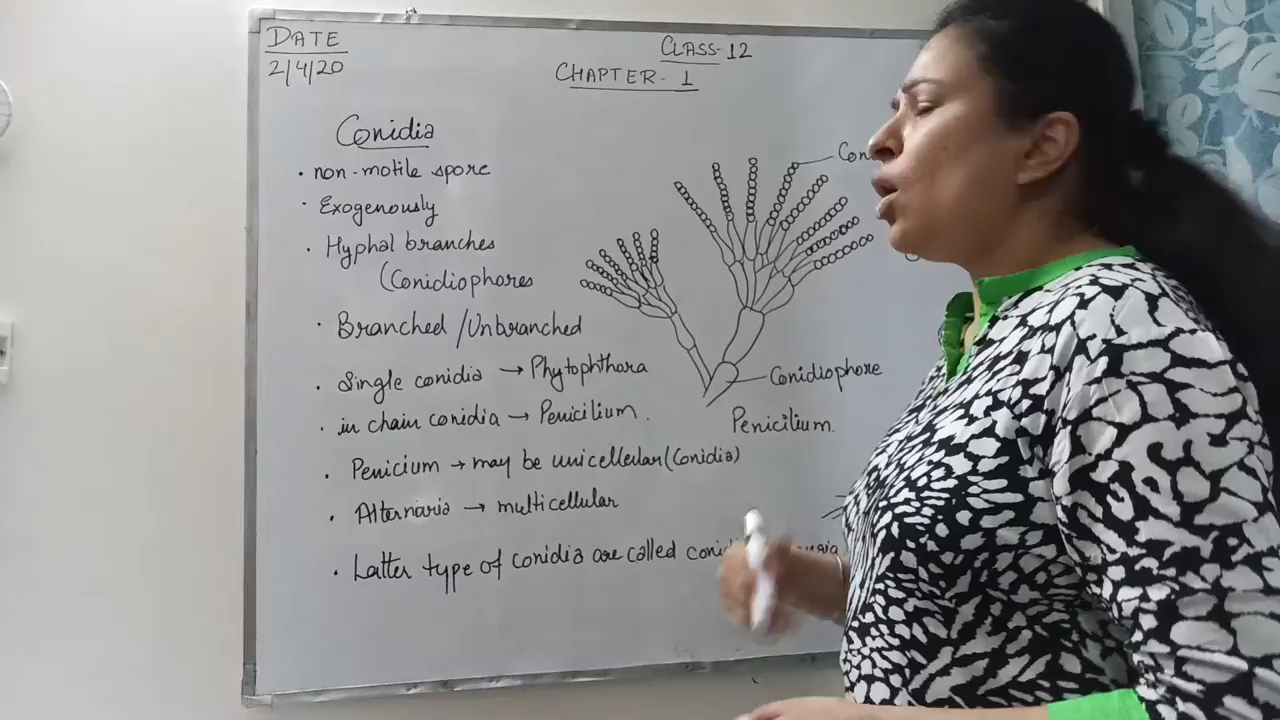 DATE
2/4/20
CLASS-12
CHAPTER-1
Conidia
• non-motile spore
• Exogenously
• Hyphal branches
(Conidiophores
• Branched/Unbranched
• Single conidia → Phytophthora
• in chain conidia → Penicilium.
• Penicium → may be unicellular (Conidia)
• Alternaria → multicellular
• Latter type of conidia are called
Conidiophore
Penicilium.